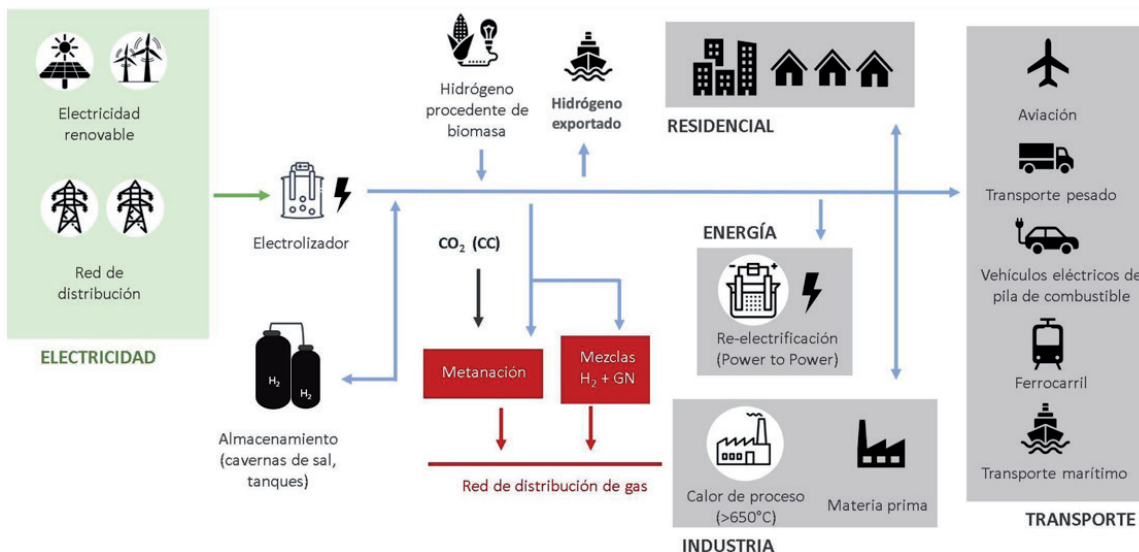 Electricidad
renovable
Red de
distribución
ELECTRICIDAD
Electrolizador
H₂
H₂
Almacenamiento
(cavernas de sal,
tanques)
Hidrógeno
procedente de
biomasa
Hidrógeno
exportado
CO₂ (CC)
Metanación
Mezclas
H₂ + GN
Red de distribución de gas
RESIDENCIAL
ENERGÍA
Re-electrificación
(Power to Power)
Calor de proceso
(>650°C)
Materia prima
INDUSTRIA
Aviación
Transporte pesado
Vehículos eléctricos de
pila de combustible
Ferrocarril
Transporte marítimo
TRANSPORTE